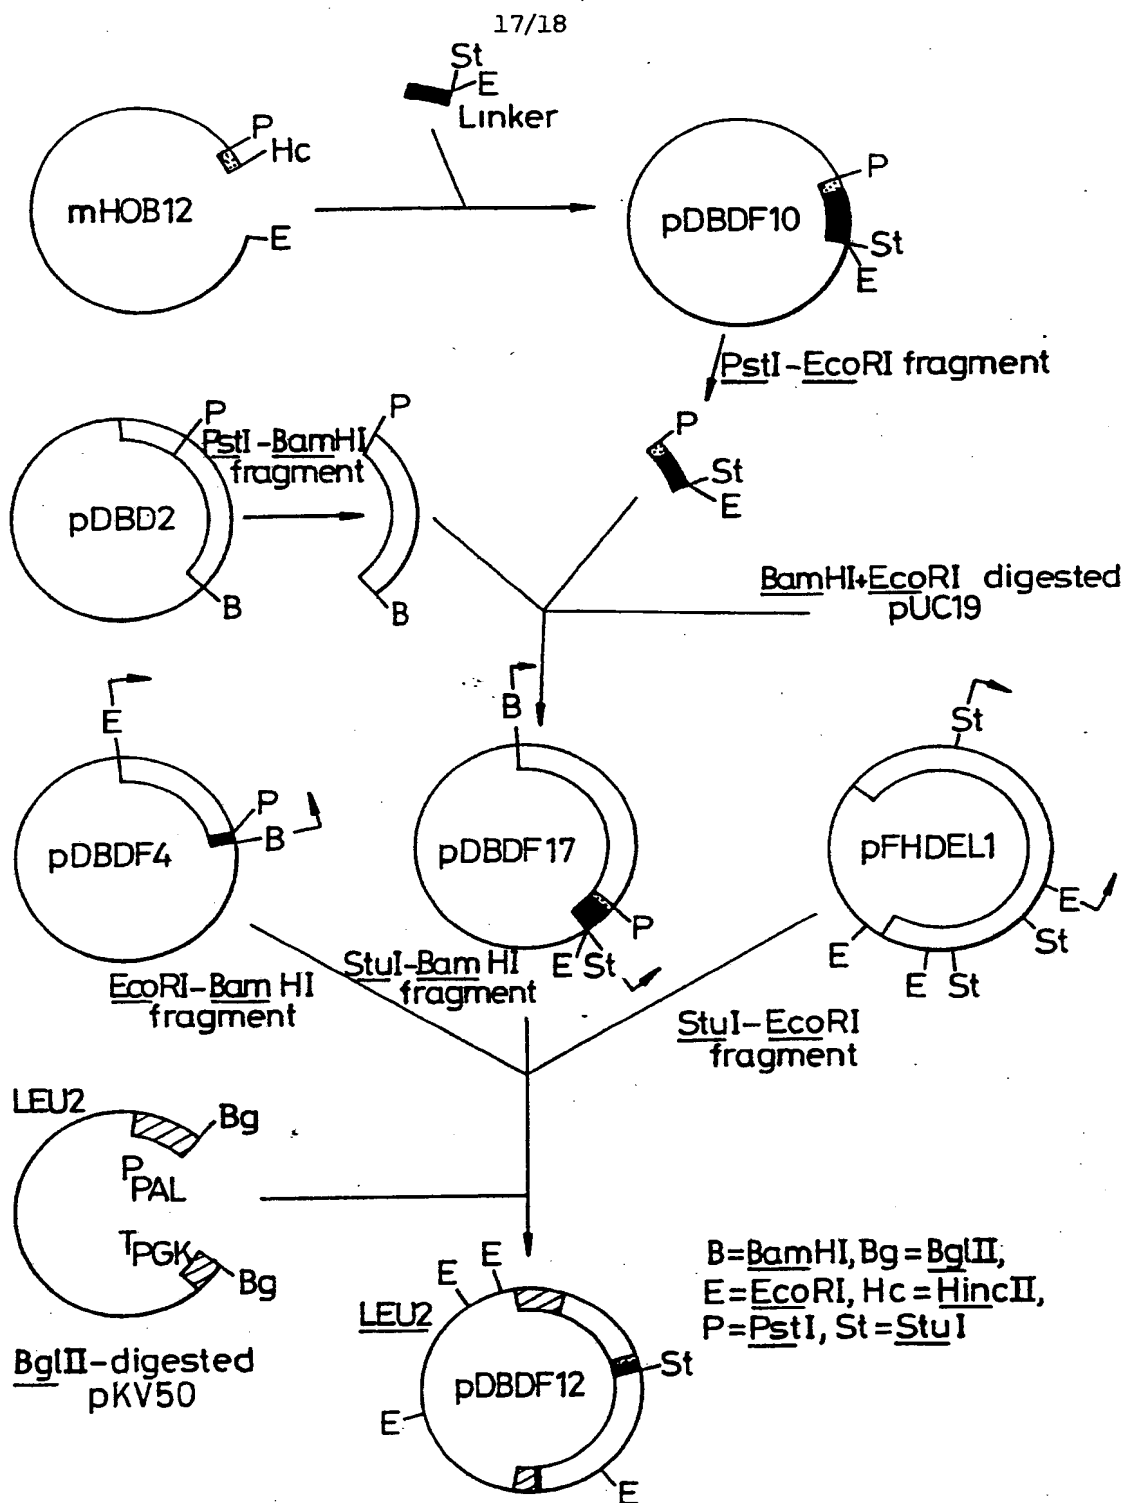 17/18
St
E
Linker
P
Hc
mHOB12
E
pDBDF10
P
St
E
PstI-EcoRI fragment
P
St
E
pDBD2
P
B
PstI-BamHI
fragment
P
B
BamHI+EcoRI digested
pUC19
E
pDBDF4
P
B
B
pDBDF17
P
E St
St
pFHDEL1
E
St
E
E St
EcoRI-Bam HI
fragment
StuI-Bam HI
fragment
StuI-EcoRI
fragment
LEU2
Bg
PPAL
TPGK
Bg
BglII-digested
pKV50
E
E
LEU2
pDBDF12
St
E
E
B=BamHI, Bg=BglII,
E=EcoRI, Hc=HincII,
P=PstI, St=StuI